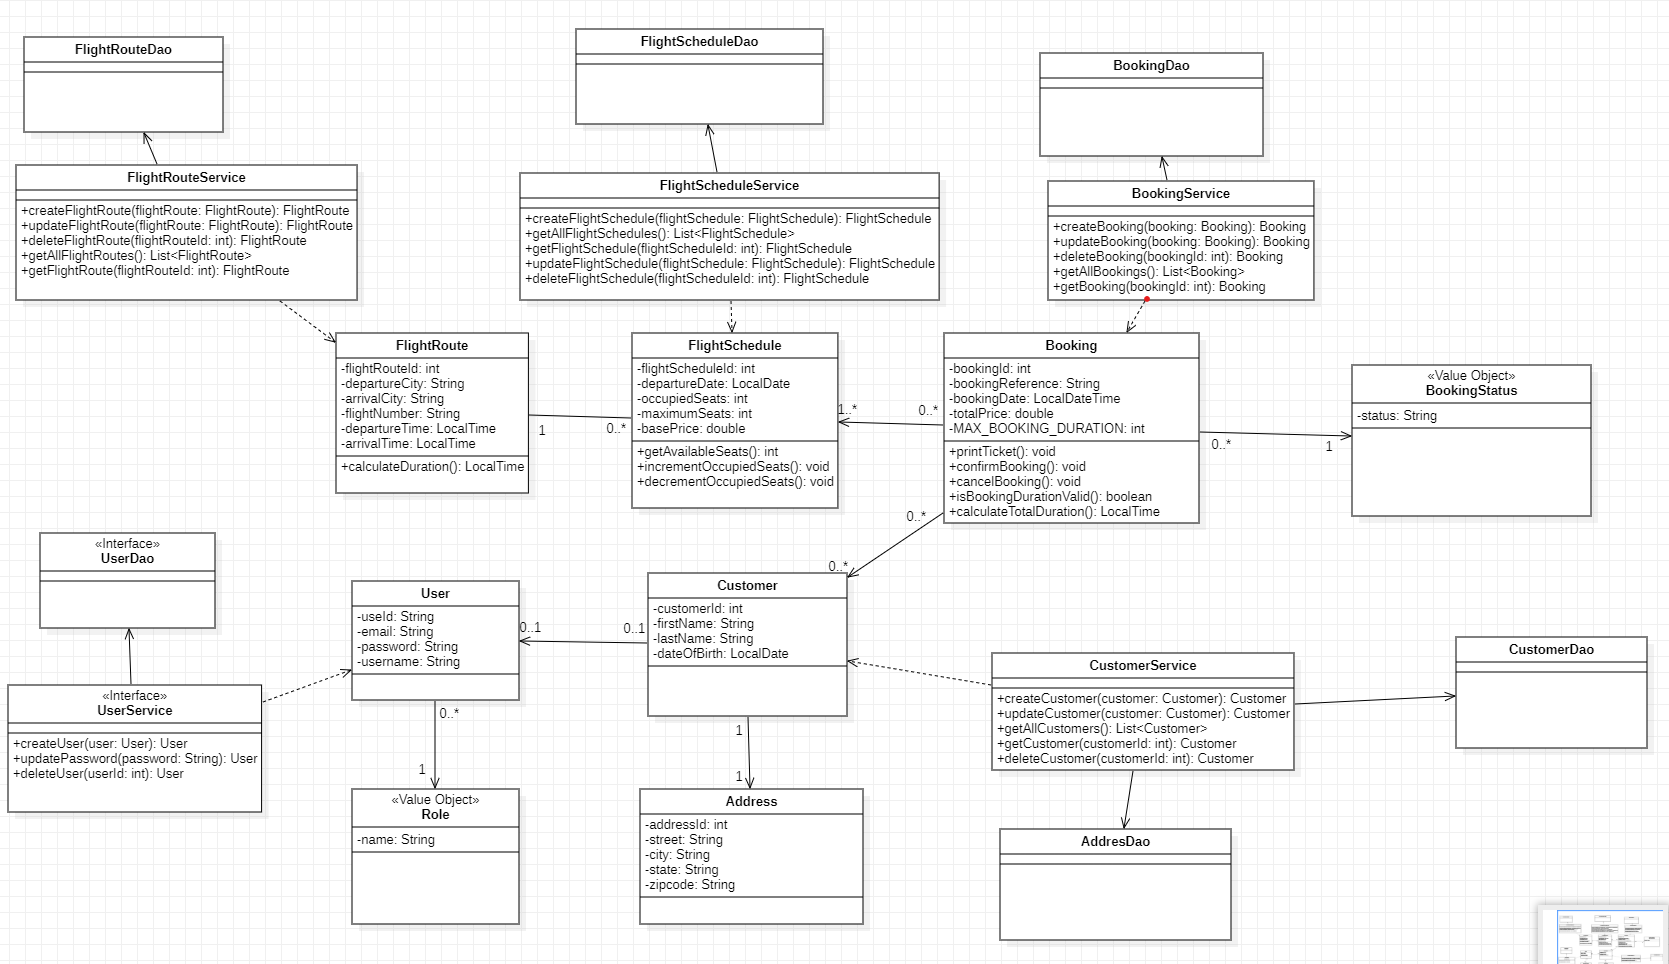 FlightRouteDao
FlightScheduleDao
BookingDao
FlightRouteService
+createFlightRoute(flightRoute: FlightRoute): FlightRoute
+updateFlightRoute(flightRoute: FlightRoute): FlightRoute
+deleteFlightRoute(flightRouteId: int): FlightRoute
+getAllFlightRoutes(): List<FlightRoute>
+getFlightRoute(flightRouteId: int): FlightRoute
FlightScheduleService
+createFlightSchedule(flightSchedule: FlightSchedule): FlightSchedule
+getAllFlightSchedules(): List<FlightSchedule>
+getFlightSchedule(flightScheduleId: int): FlightSchedule
+updateFlightSchedule(flightSchedule: FlightSchedule): FlightSchedule
+deleteFlightSchedule(flightScheduleId: int): FlightSchedule
BookingService
+createBooking(booking: Booking): Booking
+updateBooking(booking: Booking): Booking
+deleteBooking(bookingId: int): Booking
+getAllBookings(): List<Booking>
+getBooking(bookingId: int): Booking
FlightRoute
-flightRouteId: int
-departureCity: String
-arrivalCity: String
-flightNumber: String
-departureTime: LocalTime
-arrivalTime: LocalTime
+calculateDuration(): LocalTime
1
0..*
FlightSchedule
-flightScheduleId: int
-departureDate: LocalDate
-occupiedSeats: int
-maximumSeats: int
-basePrice: double
+getAvailableSeats(): int
+incrementOccupiedSeats(): void
+decrementOccupiedSeats(): void
1..*
0..*
Booking
-bookingId: int
-bookingReference: String
-bookingDate: LocalDateTime
-totalPrice: double
-MAX_BOOKING_DURATION: int
+printTicket(): void
+confirmBooking(): void
+cancelBooking(): void
+isBookingDurationValid(): boolean
+calculateTotalDuration(): LocalTime
0..*
1
«Value Object»
BookingStatus
-status: String
0..*
0..*
«Interface»
UserDao
User
-useId: String
-email: String
-password: String
-username: String
0..1
0..1
Customer
-customerId: int
-firstName: String
-lastName: String
-dateOfBirth: LocalDate
CustomerService
+createCustomer(customer: Customer): Customer
+updateCustomer(customer: Customer): Customer
+getAllCustomers(): List<Customer>
+getCustomer(customerId: int): Customer
+deleteCustomer(customerId: int): Customer
CustomerDao
«Interface»
UserService
+createUser(user: User): User
+updatePassword(password: String): User
+deleteUser(userId: int): User
0..*
1
1
1
«Value Object»
Role
-name: String
Address
-addressId: int
-street: String
-city: String
-state: String
-zipcode: String
AddresDao